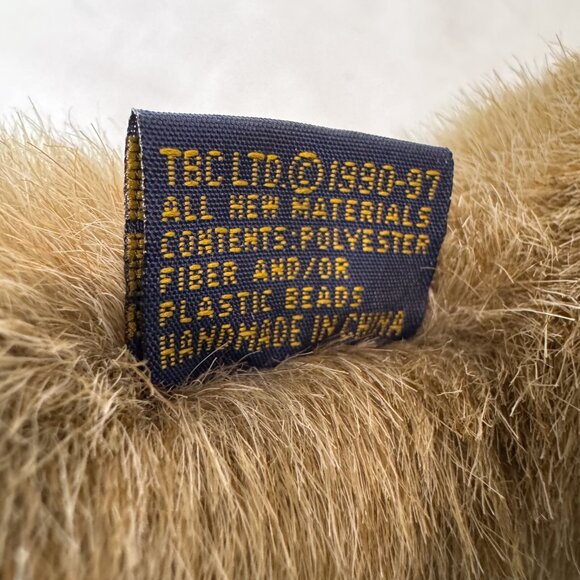 TBC LTD.©1990-97
ALL NEW MATERIALS
CONTENTS:POLYESTER
FIBER AND/OR
PLASTIC BEADS
HANDMADE IN CHINA